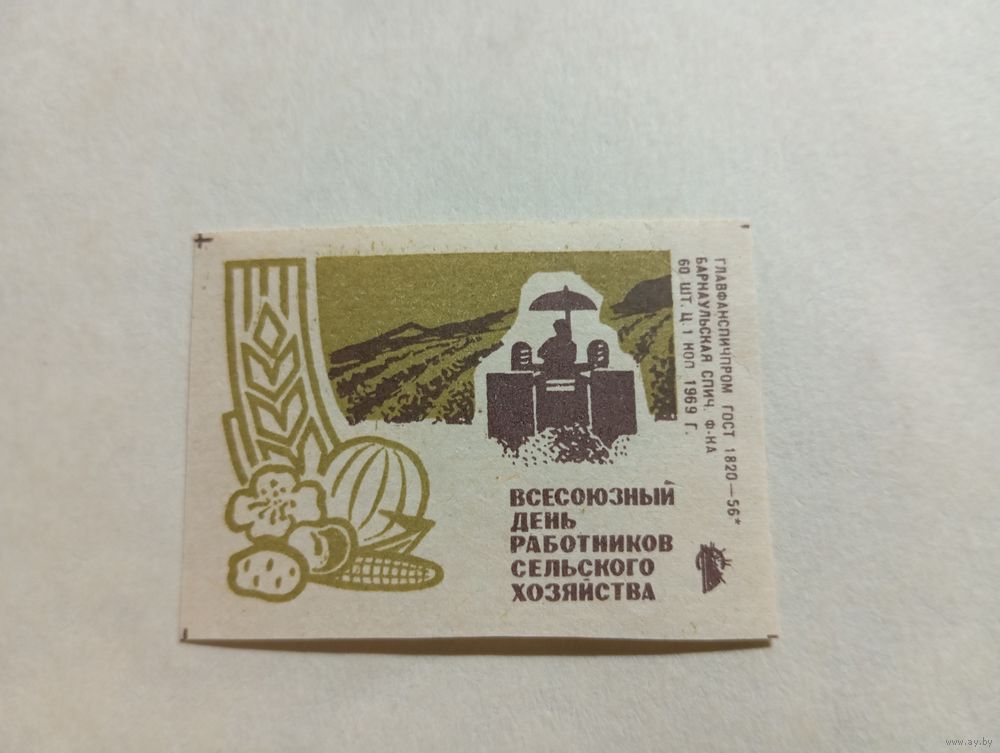 ВСЕСОЮЗНЫЙ
ДЕНЬ
РАБОТНИКОВ
СЕЛЬСКОГО
ХОЗЯЙСТВА
ГЛАВФАНСПИЧПРОМ ГОСТ 1820—56*
БАРНАУЛЬСКАЯ СПИЧ. Ф-КА
60 ШТ. Ц. 1 КОП 1969 Г.
www.ay.by